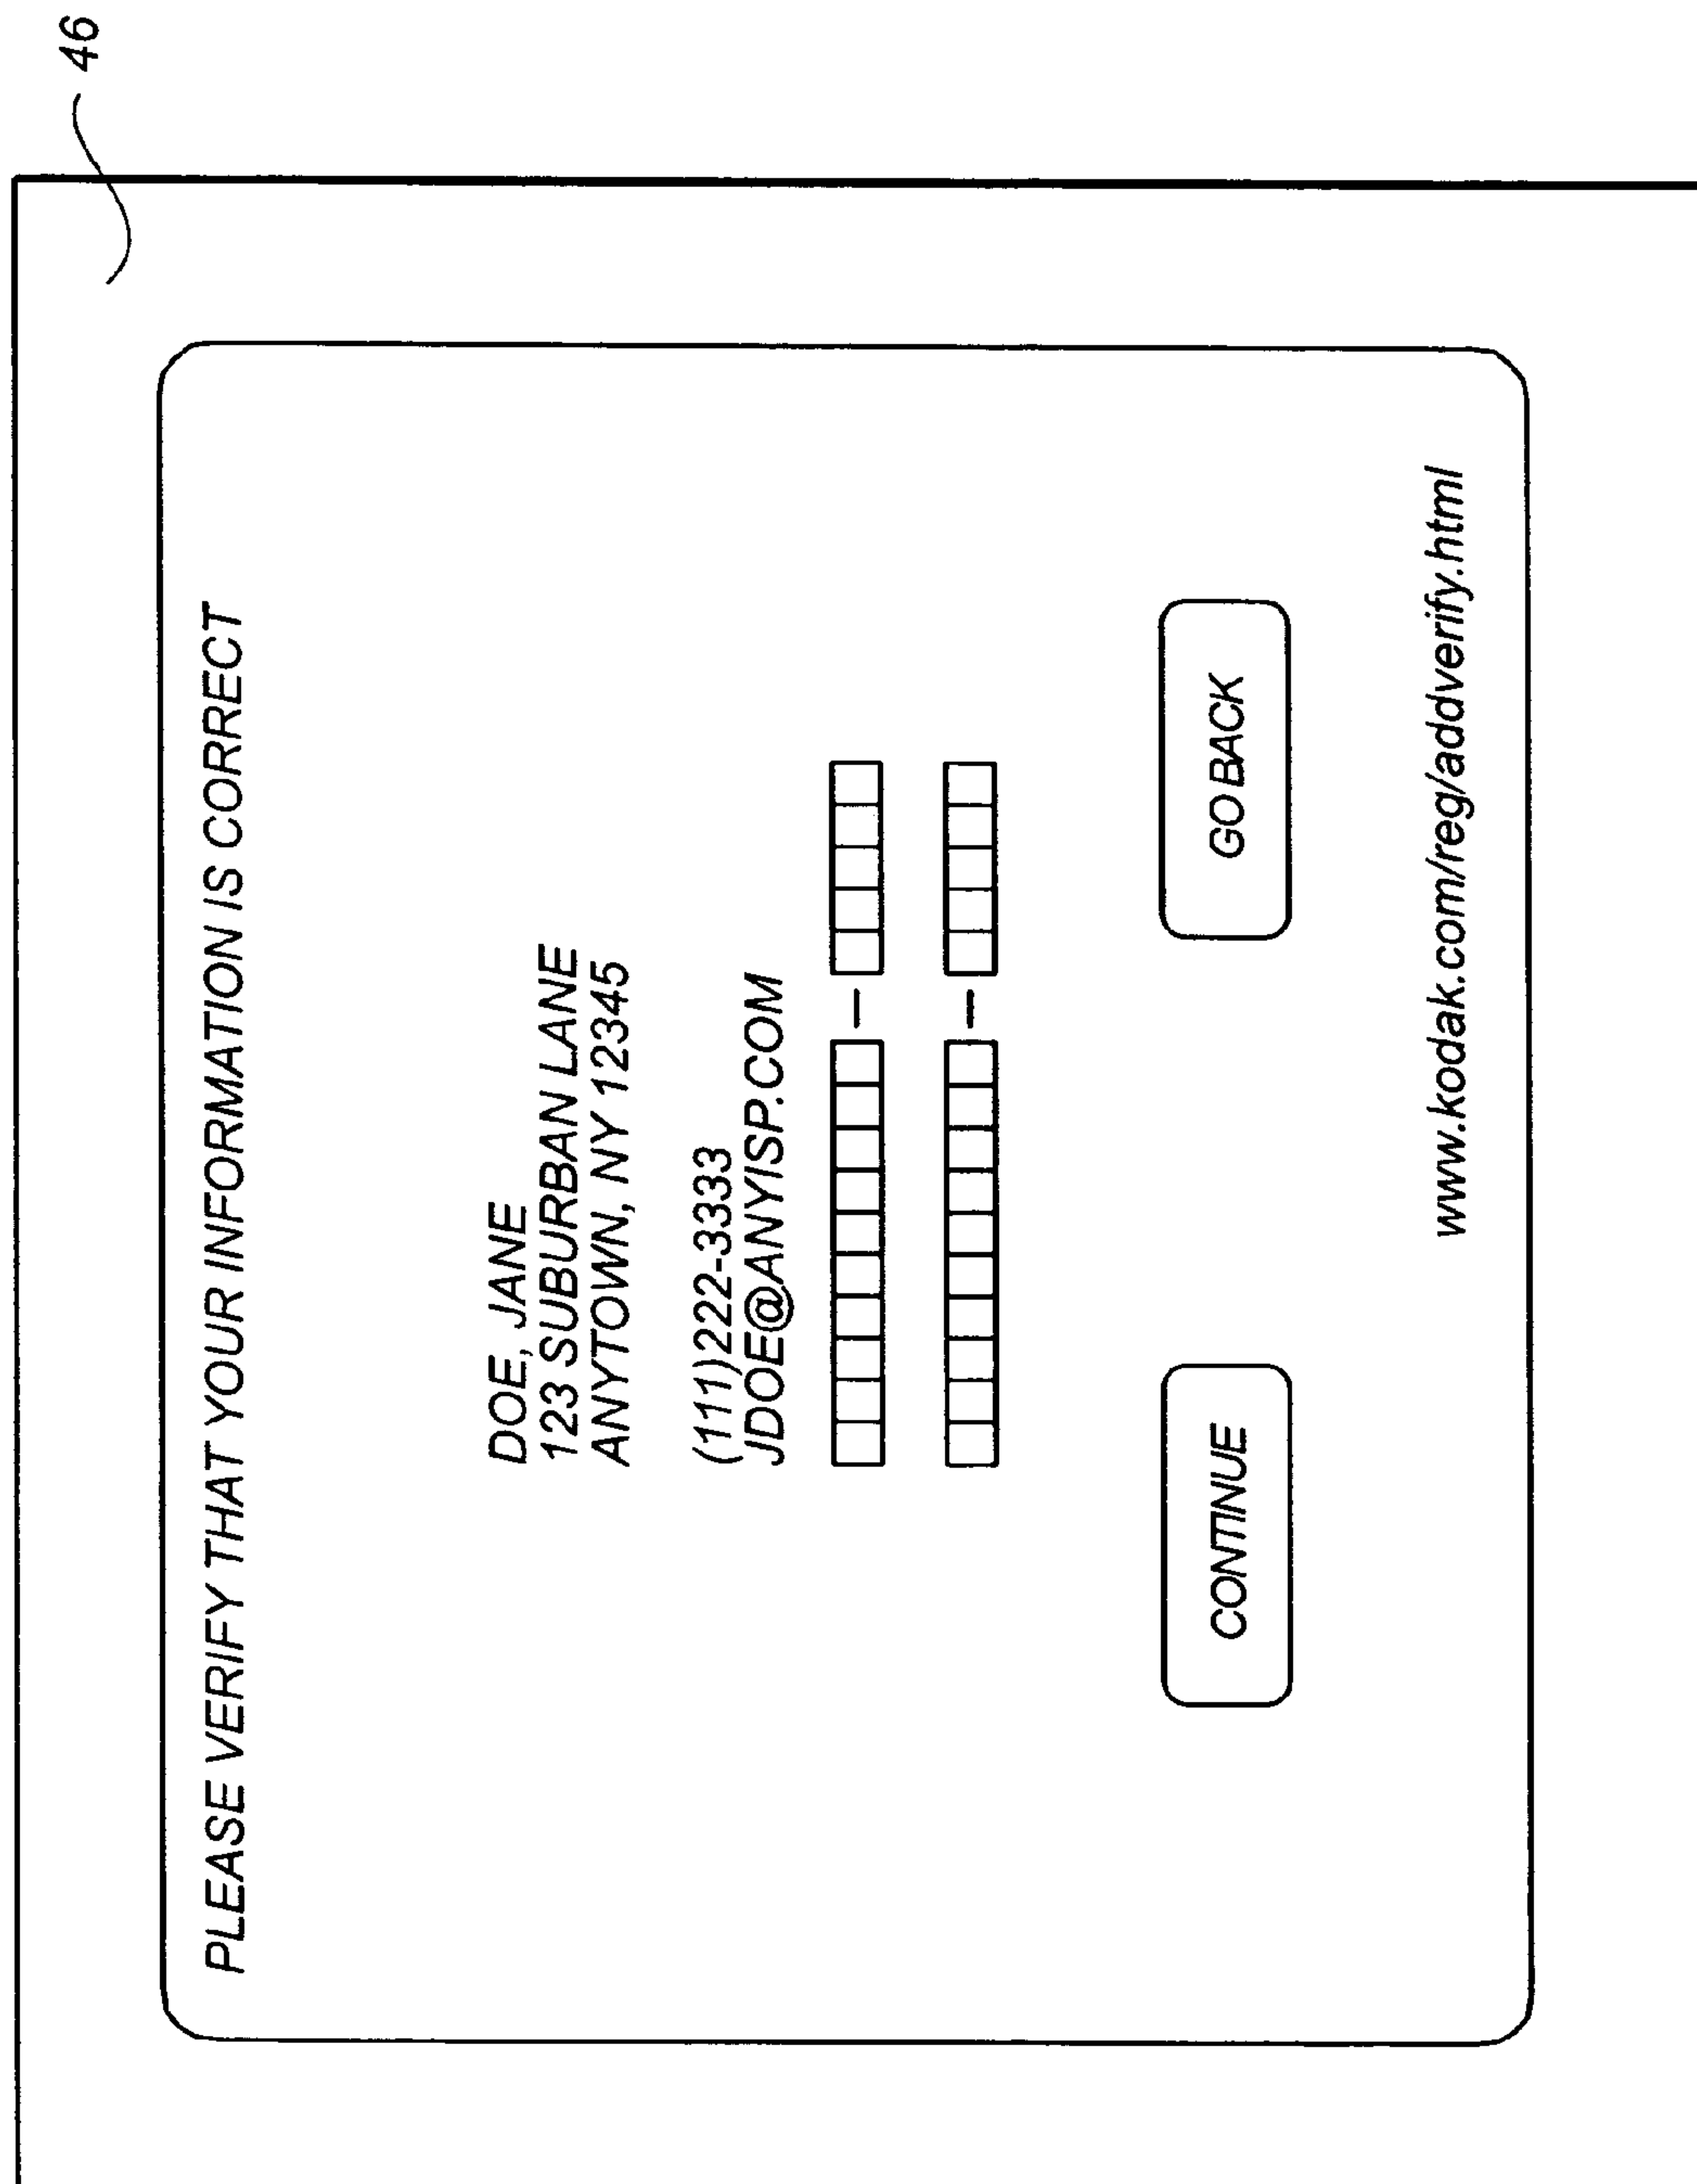 46
PLEASE VERIFY THAT YOUR INFORMATION IS CORRECT
DOE, JANE
123 SUBURBAN LANE
ANYTOWN, NY 12345
(111)222-3333
JDOE@ANYISP.COM
CONTINUE
GO BACK
www.kodak.com/reg/addverify.html